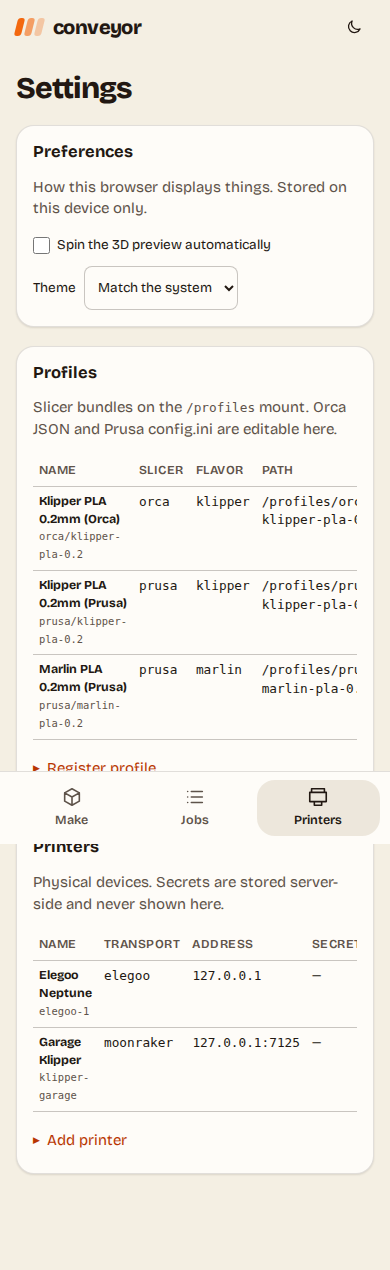 conveyor
Settings
Preferences
How this browser displays things. Stored on
this device only.
Spin the 3D preview automatically
Theme Match the system
Profiles
Slicer bundles on the /profiles mount. Orca
JSON and Prusa config.ini are editable here.
NAME SLICER FLAVOR PATH
Klipper PLA orca klipper /profiles/orc
0.2mm (Orca) klipper-pla-0
orca/klipper-
pla-0.2
Klipper PLA prusa klipper /profiles/pru
0.2mm (Prusa) klipper-pla-0
prusa/klipper-
pla-0.2
Marlin PLA prusa marlin /profiles/pru
0.2mm (Prusa) marlin-pla-0.
prusa/marlin-
pla-0.2
Register profile
Make Jobs Printers
Printers
Physical devices. Secrets are stored server-
side and never shown here.
NAME TRANSPORT ADDRESS SECRET
Elegoo elegoo 127.0.0.1 —
Neptune
elegoo-1
Garage moonraker 127.0.0.1:7125 —
Klipper
klipper-
garage
Add printer